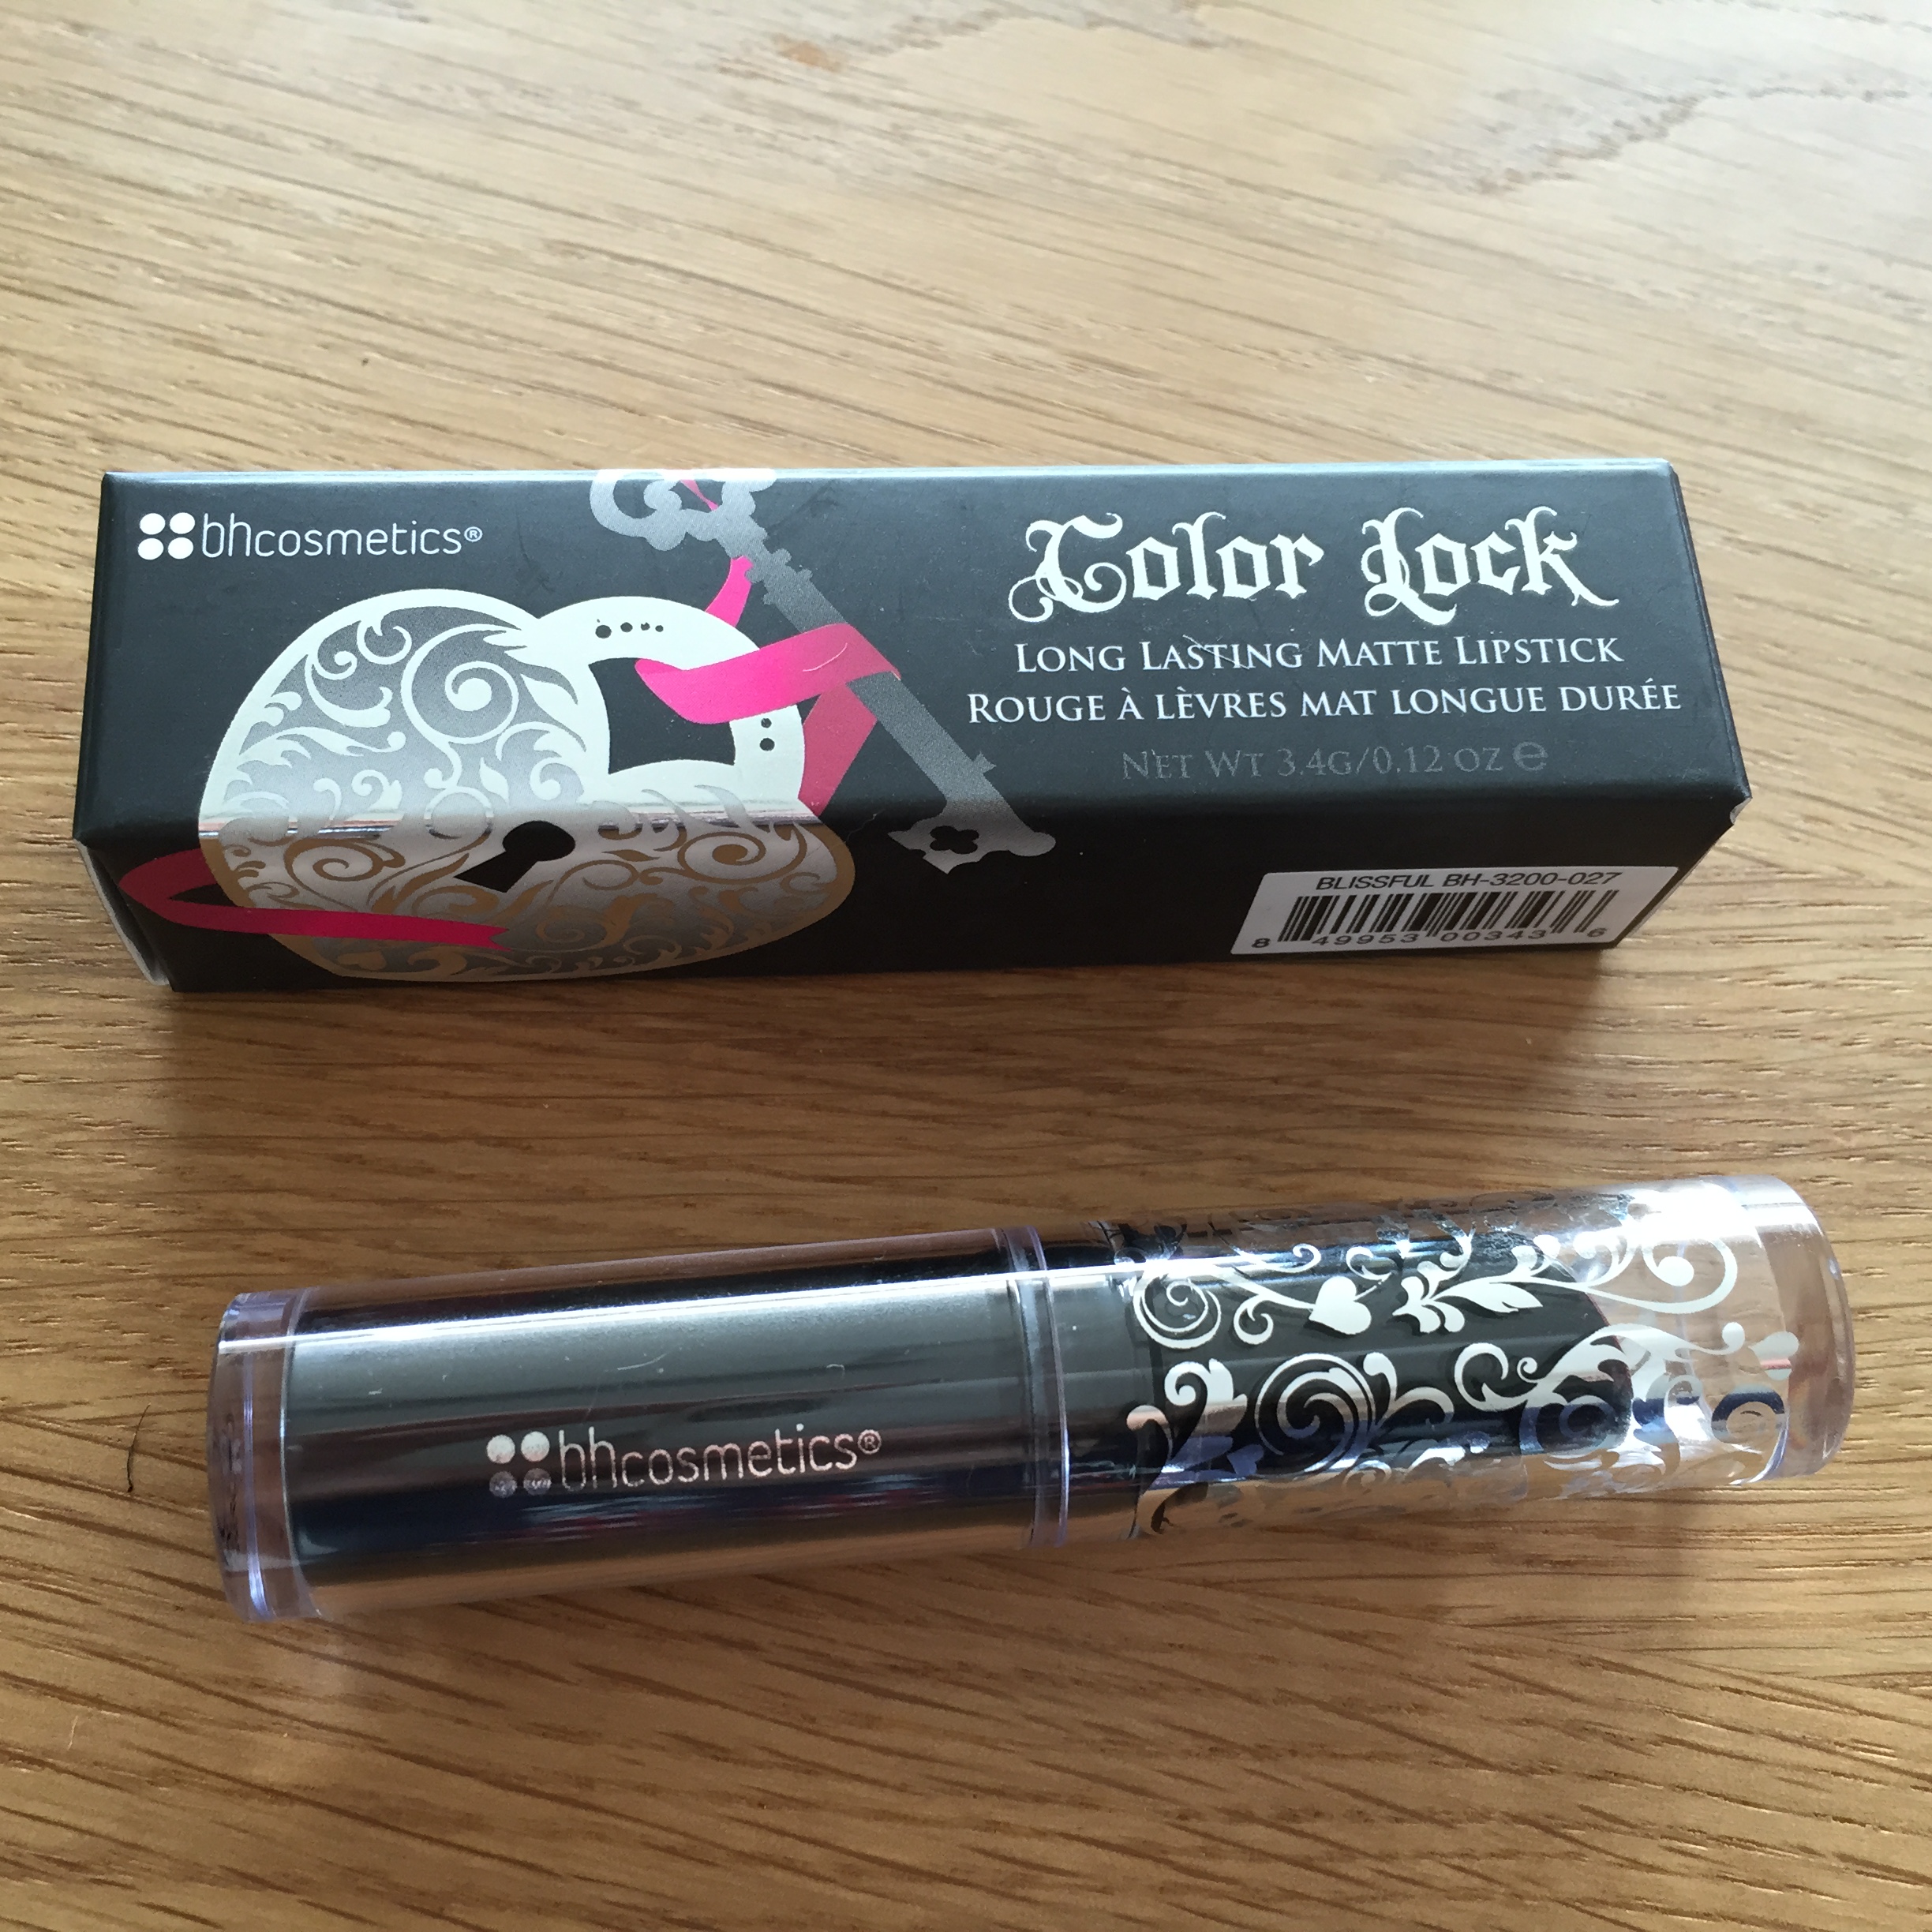 bhcosmetics®
Color Lock
LONG LASTING MATTE LIPSTICK
ROUGE À LÈVRES MAT LONGUE DURÉE
NET WT 3.4G/0.12 OZ ℮
BLISSFUL BH-3200-027
8 49953 00343 6
bhcosmetics®